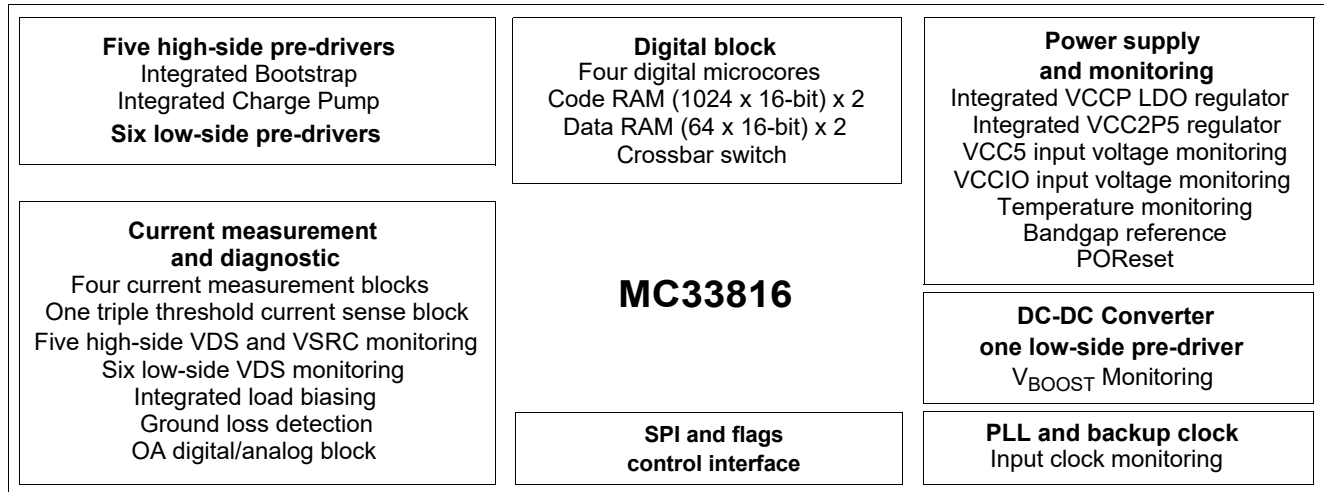 Five high-side pre-drivers
Integrated Bootstrap
Integrated Charge Pump
Six low-side pre-drivers
Current measurement
and diagnostic
Four current measurement blocks
One triple threshold current sense block
Five high-side VDS and VSRC monitoring
Six low-side VDS monitoring
Integrated load biasing
Ground loss detection
OA digital/analog block
Digital block
Four digital microcores
Code RAM (1024 x 16-bit) x 2
Data RAM (64 x 16-bit) x 2
Crossbar switch
MC33816
SPI and flags
control interface
Power supply
and monitoring
Integrated VCCP LDO regulator
Integrated VCC2P5 regulator
VCC5 input voltage monitoring
VCCIO input voltage monitoring
Temperature monitoring
Bandgap reference
POReset
DC-DC Converter
one low-side pre-driver
VBOOST Monitoring
PLL and backup clock
Input clock monitoring